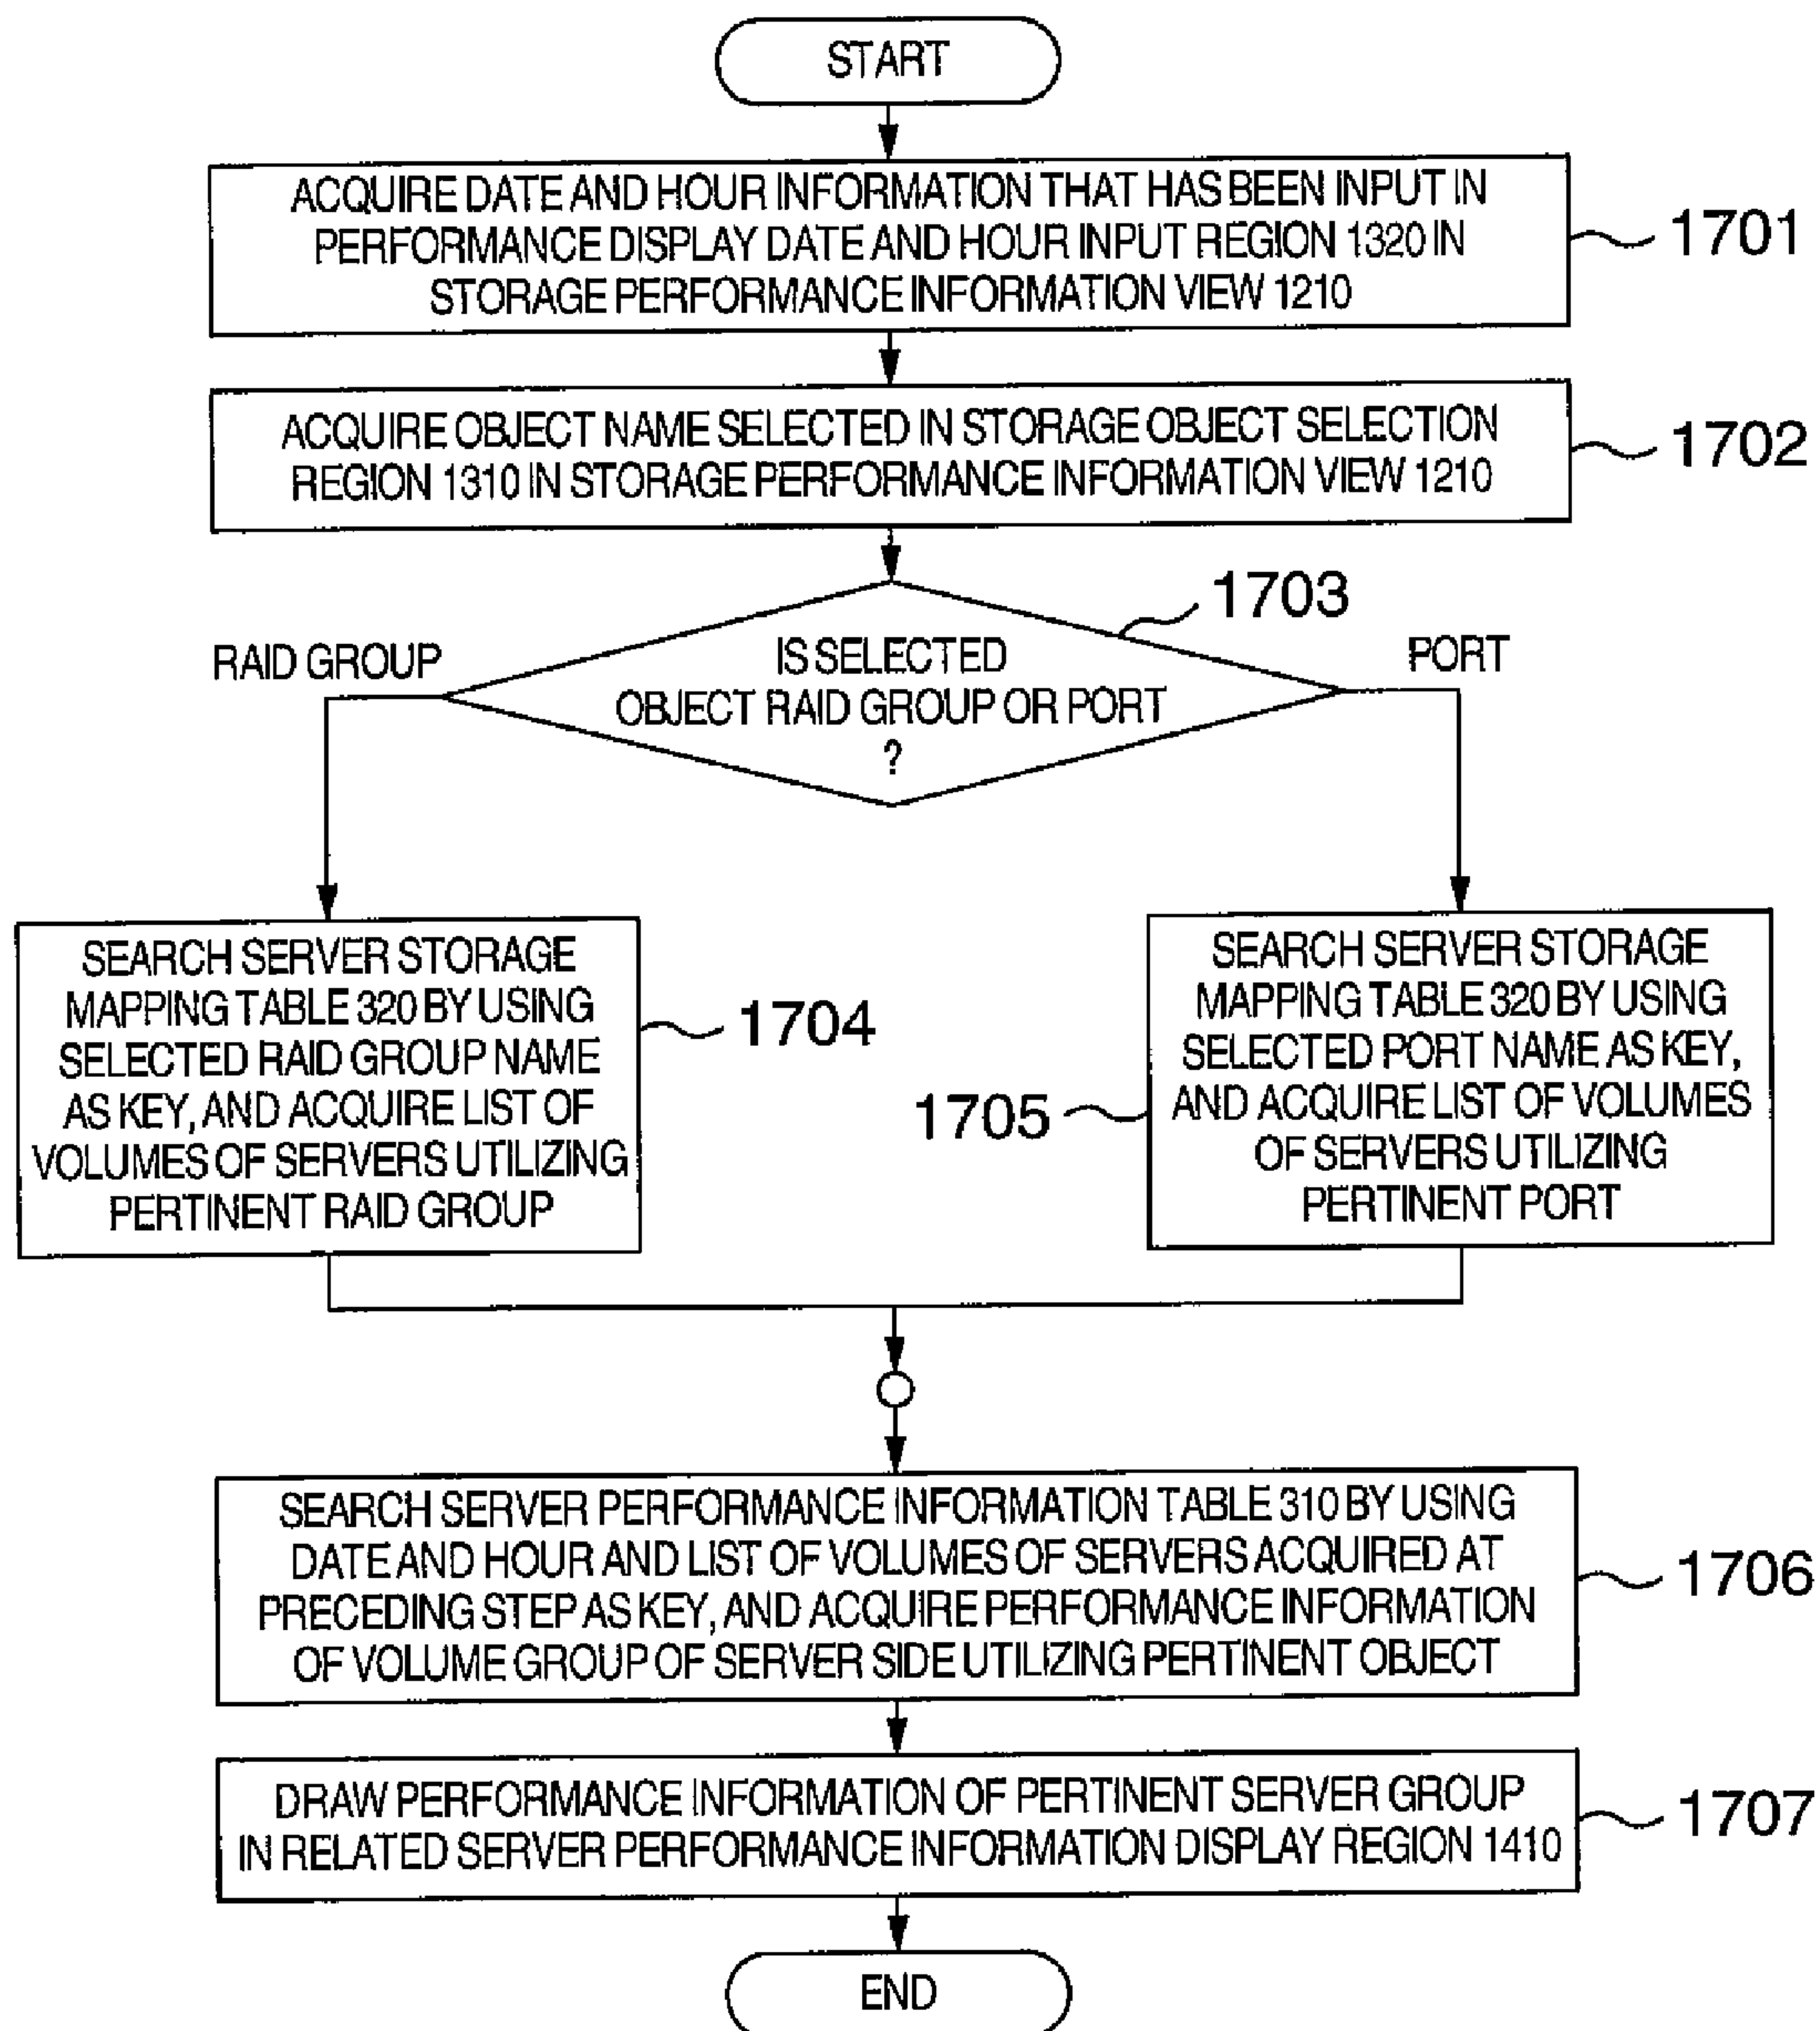 START
ACQUIRE DATE AND HOUR INFORMATION THAT HAS BEEN INPUT IN
PERFORMANCE DISPLAY DATE AND HOUR INPUT REGION 1320 IN
STORAGE PERFORMANCE INFORMATION VIEW 1210
1701
ACQUIRE OBJECT NAME SELECTED IN STORAGE OBJECT SELECTION
REGION 1310 IN STORAGE PERFORMANCE INFORMATION VIEW 1210
1702
1703
RAID GROUP
IS SELECTED
OBJECT RAID GROUP OR PORT
?
PORT
SEARCH SERVER STORAGE
MAPPING TABLE 320 BY USING
SELECTED RAID GROUP NAME
AS KEY, AND ACQUIRE LIST OF
VOLUMES OF SERVERS UTILIZING
PERTINENT RAID GROUP
1704
SEARCH SERVER STORAGE
MAPPING TABLE 320 BY USING
SELECTED PORT NAME AS KEY,
AND ACQUIRE LIST OF VOLUMES
OF SERVERS UTILIZING
PERTINENT PORT
1705
SEARCH SERVER PERFORMANCE INFORMATION TABLE 310 BY USING
DATE AND HOUR AND LIST OF VOLUMES OF SERVERS ACQUIRED AT
PRECEDING STEP AS KEY, AND ACQUIRE PERFORMANCE INFORMATION
OF VOLUME GROUP OF SERVER SIDE UTILIZING PERTINENT OBJECT
1706
DRAW PERFORMANCE INFORMATION OF PERTINENT SERVER GROUP
IN RELATED SERVER PERFORMANCE INFORMATION DISPLAY REGION 1410
1707
END